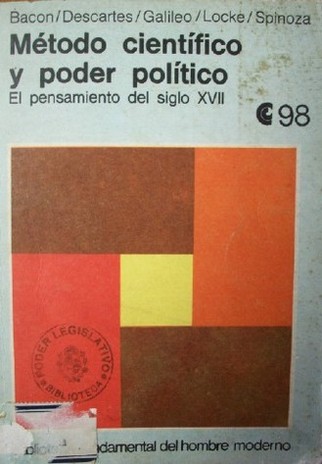 Bacon/Descartes/Galileo/Locke/Spinoza
Método científico
y poder político
El pensamiento del siglo XVII
98
PODER LEGISLATIVO
BIBLIOTECA
del hombre moderno